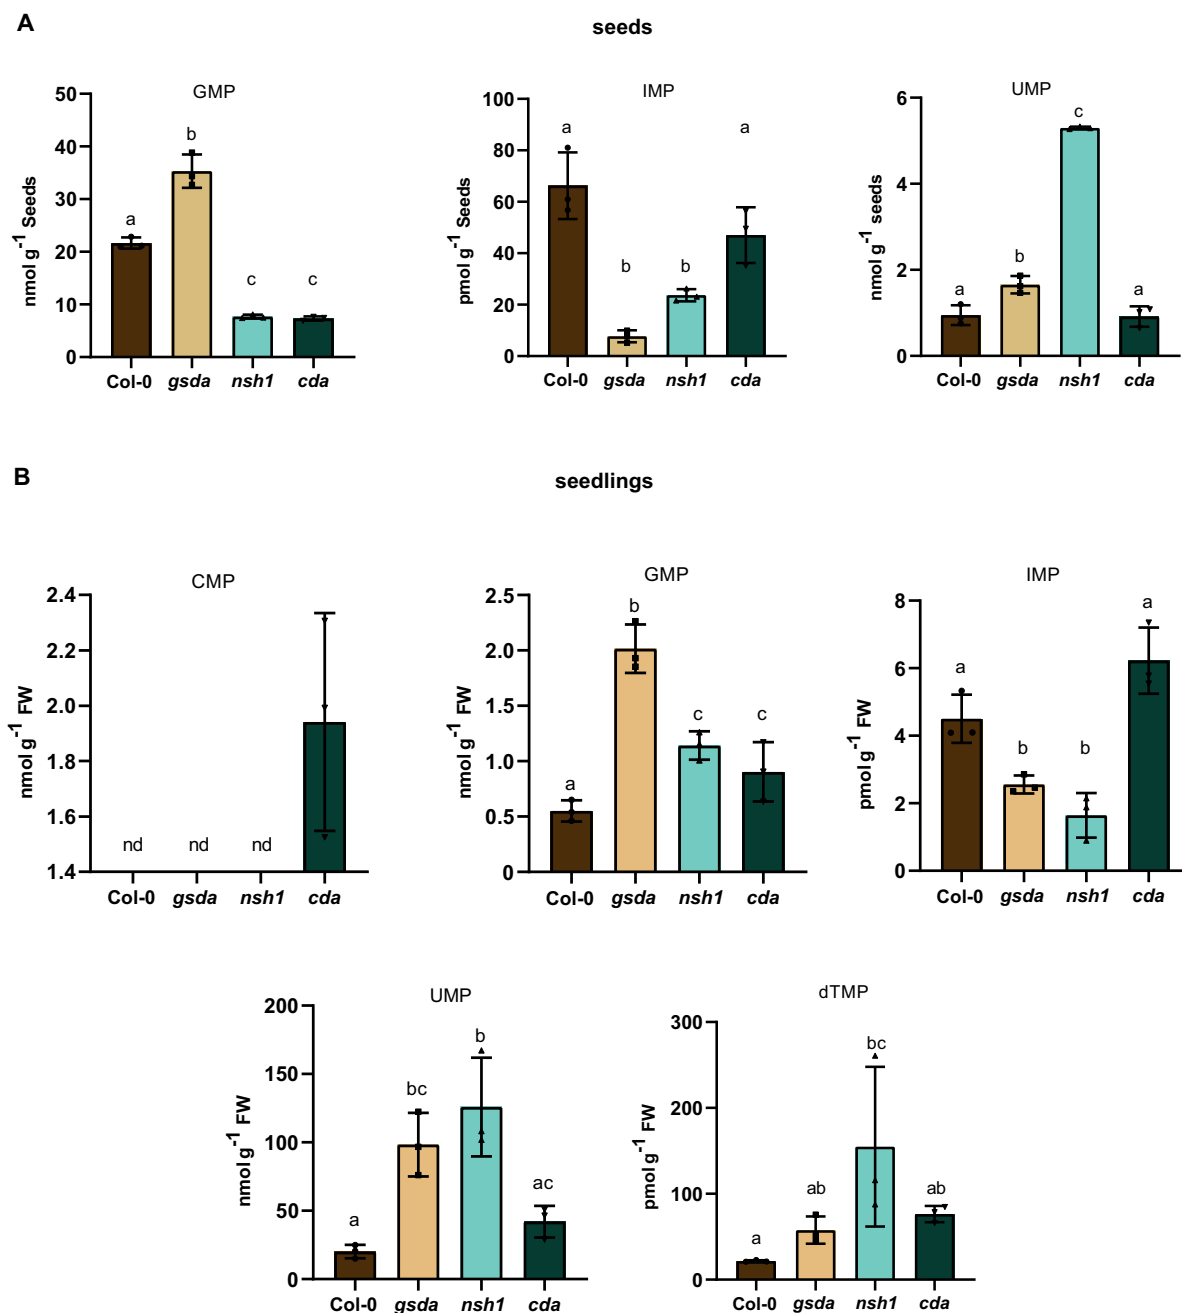 A
seeds
GMP
nmol g⁻¹ Seeds
50
40
30
20
10
0
a
b
c
c
Col-0 gsda nsh1 cda
IMP
pmol g⁻¹ Seeds
100
80
60
40
20
0
a
b
b
a
Col-0 gsda nsh1 cda
UMP
nmol g⁻¹ seeds
6
4
2
0
a
b
c
a
Col-0 gsda nsh1 cda
B
seedlings
CMP
nmol g⁻¹ FW
2.4
2.2
2.0
1.8
1.6
1.4
nd
nd
nd
Col-0 gsda nsh1 cda
GMP
nmol g⁻¹ FW
2.5
2.0
1.5
1.0
0.5
0
a
b
c
c
Col-0 gsda nsh1 cda
IMP
pmol g⁻¹ FW
8
6
4
2
0
a
b
b
a
Col-0 gsda nsh1 cda
UMP
nmol g⁻¹ FW
200
150
100
50
0
a
bc
b
ac
Col-0 gsda nsh1 cda
dTMP
pmol g⁻¹ FW
300
200
100
0
a
ab
bc
ab
Col-0 gsda nsh1 cda